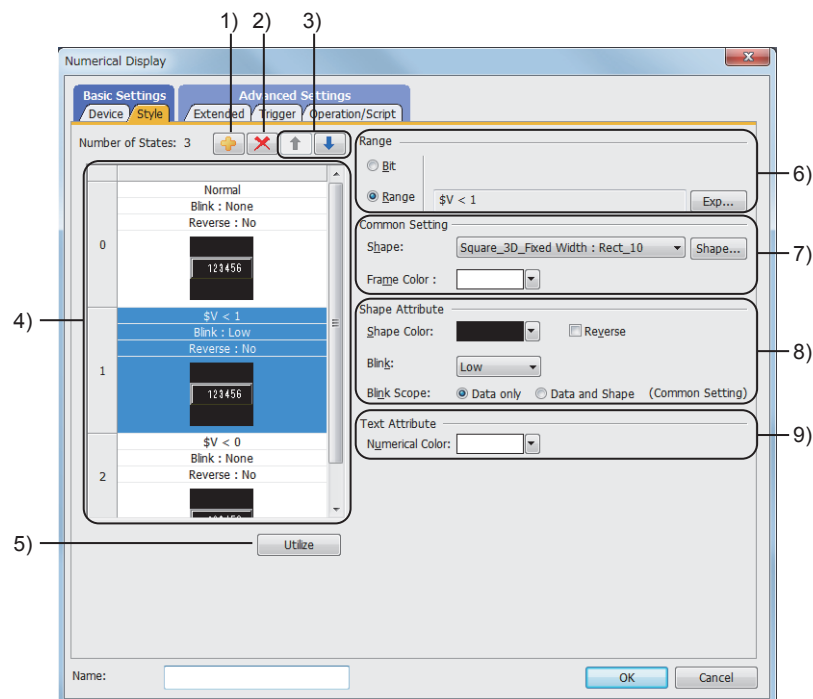 1) 2) 3)
Numerical Display
x
Basic Settings Advanced Settings
Device Style Extended Trigger Operation/Script
Number of States: 3
Normal
Blink : None
Reverse : No
0
123456
$V < 1
Blink : Low
Reverse : No
1
123456
$V < 0
Blink : None
Reverse : No
2
4)
5)
Utilize
Range
Bit
Range $V < 1 Exp...
6)
Common Setting
Shape: Square_3D_Fixed Width : Rect_10 Shape...
Frame Color :
7)
Shape Attribute
Shape Color: Reverse
Blink: Low
Blink Scope: Data only Data and Shape (Common Setting)
8)
Text Attribute
Numerical Color:
9)
Name:
OK Cancel